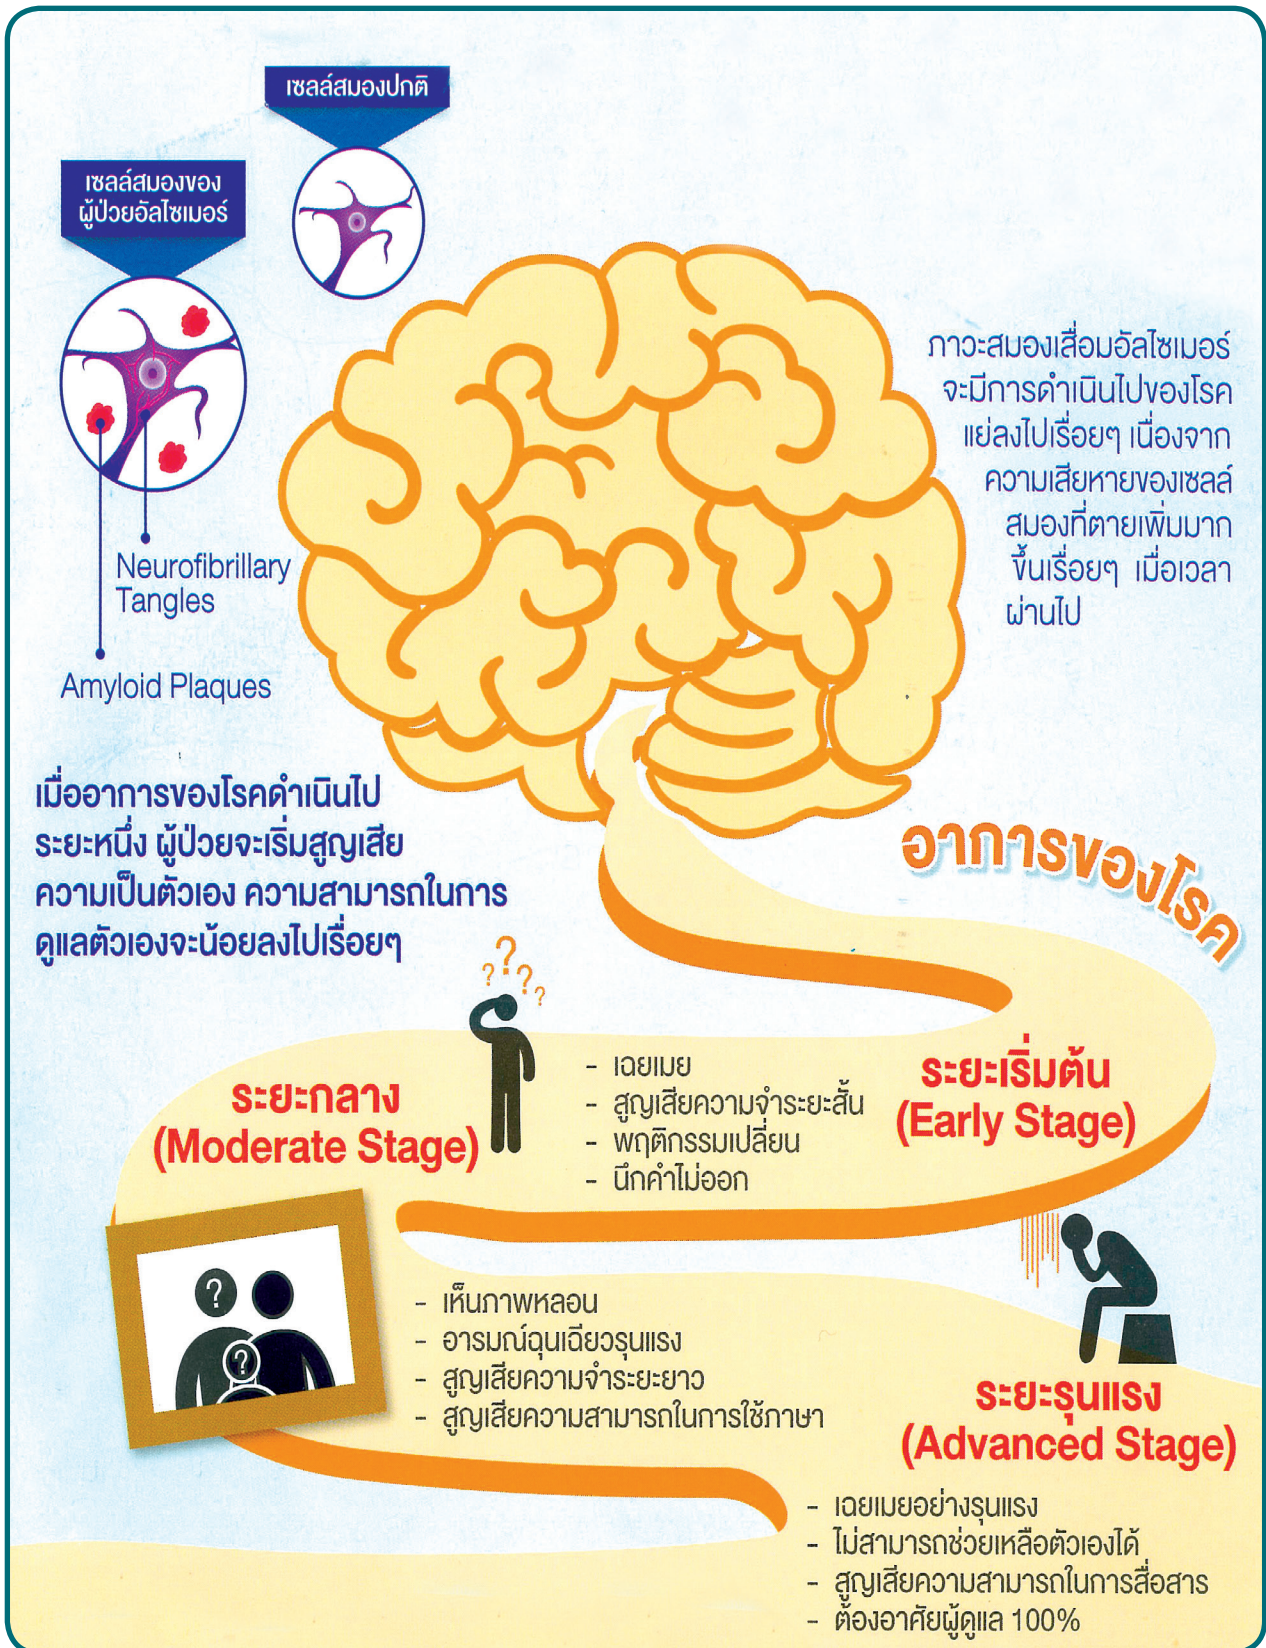 เซลล์สมองปกติ
เซลล์สมองของ
ผู้ป่วยอัลไซเมอร์
Neurofibrillary
Tangles
Amyloid Plaques
ภาวะสมองเสื่อมอัลไซเมอร์
จะมีการดำเนินไปของโรค
แย่ลงไปเรื่อยๆ เนื่องจาก
ความเสียหายของเซลล์
สมองที่ตายเพิ่มมาก
ขึ้นเรื่อยๆ เมื่อเวลา
ผ่านไป
เมื่ออาการของโรคดำเนินไป
ระยะหนึ่ง ผู้ป่วยจะเริ่มสูญเสีย
ความเป็นตัวเอง ความสามารถในการ
ดูแลตัวเองจะน้อยลงไปเรื่อยๆ
อาการของโรค
? ? ? ?
ระยะเริ่มต้น
(Early Stage)
- เฉยเมย
- สูญเสียความจำระยะสั้น
- พฤติกรรมเปลี่ยน
- นึกคำไม่ออก
ระยะกลาง
(Moderate Stage)
?
?
- เห็นภาพหลอน
- อารมณ์ฉุนเฉียวรุนแรง
- สูญเสียความจำระยะยาว
- สูญเสียความสามารถในการใช้ภาษา
ระยะรุนแรง
(Advanced Stage)
- เฉยเมยอย่างรุนแรง
- ไม่สามารถช่วยเหลือตัวเองได้
- สูญเสียความสามารถในการสื่อสาร
- ต้องอาศัยผู้ดูแล 100%